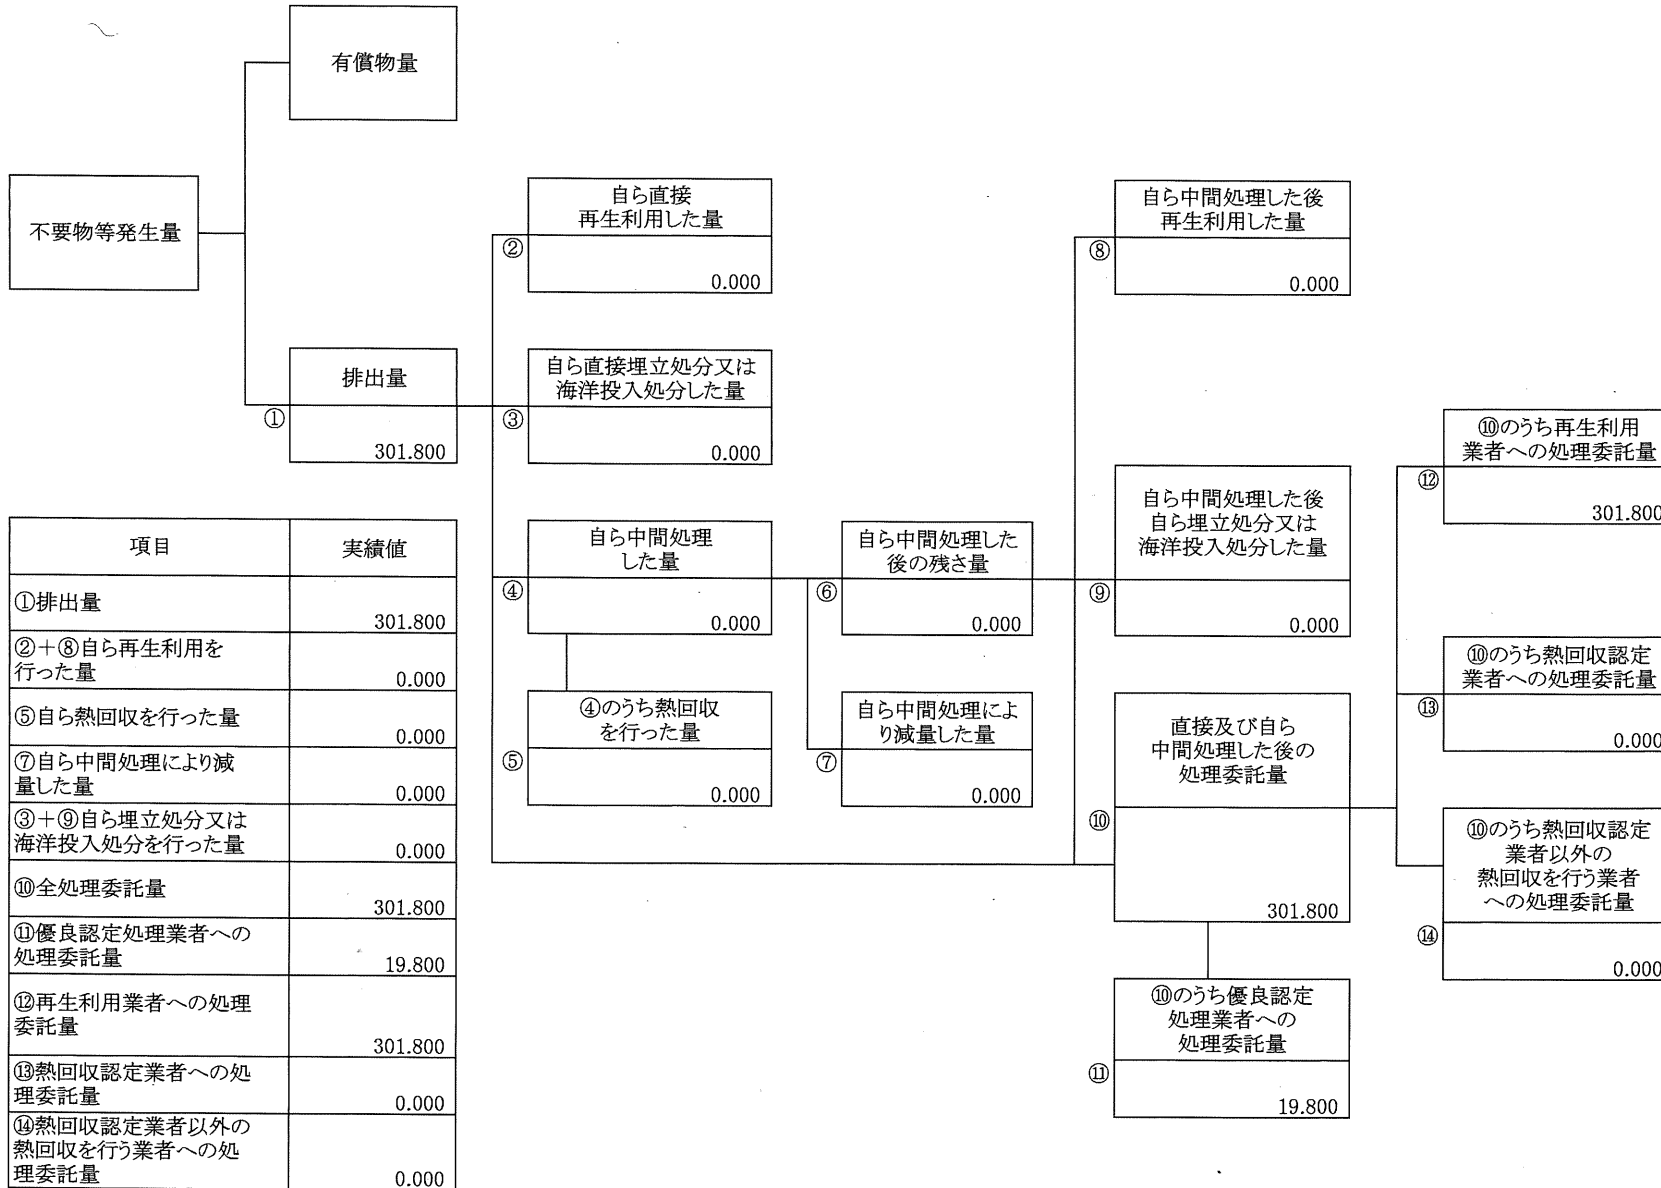 有償物量
不要物等発生量
①
排出量
301.800
②
自ら直接
再生利用した量
0.000
③
自ら直接埋立処分又は
海洋投入処分した量
0.000
④
自ら中間処理
した量
0.000
⑤
④のうち熱回収
を行った量
0.000
⑥
自ら中間処理した
後の残さ量
0.000
⑦
自ら中間処理によ
り減量した量
0.000
⑧
自ら中間処理した後
再生利用した量
0.000
⑨
自ら中間処理した後
自ら埋立処分又は
海洋投入処分した量
0.000
⑩
直接及び自ら
中間処理した後の
処理委託量
301.800
⑪
⑩のうち優良認定
処理業者への
処理委託量
19.800
⑫
⑩のうち再生利用
業者への処理委託量
301.800
⑬
⑩のうち熱回収認定
業者への処理委託量
0.000
⑭
⑩のうち熱回収認定
業者以外の
熱回収を行う業者
への処理委託量
0.000
項目 実績値
①排出量
301.800
②＋⑧自ら再生利用を
行った量
0.000
⑤自ら熱回収を行った量
0.000
⑦自ら中間処理により減
量した量
0.000
③＋⑨自ら埋立処分又は
海洋投入処分を行った量
0.000
⑩全処理委託量
301.800
⑪優良認定処理業者への
処理委託量
19.800
⑫再生利用業者への処理
委託量
301.800
⑬熱回収認定業者への処
理委託量
0.000
⑭熱回収認定業者以外の
熱回収を行う業者への処
理委託量
0.000